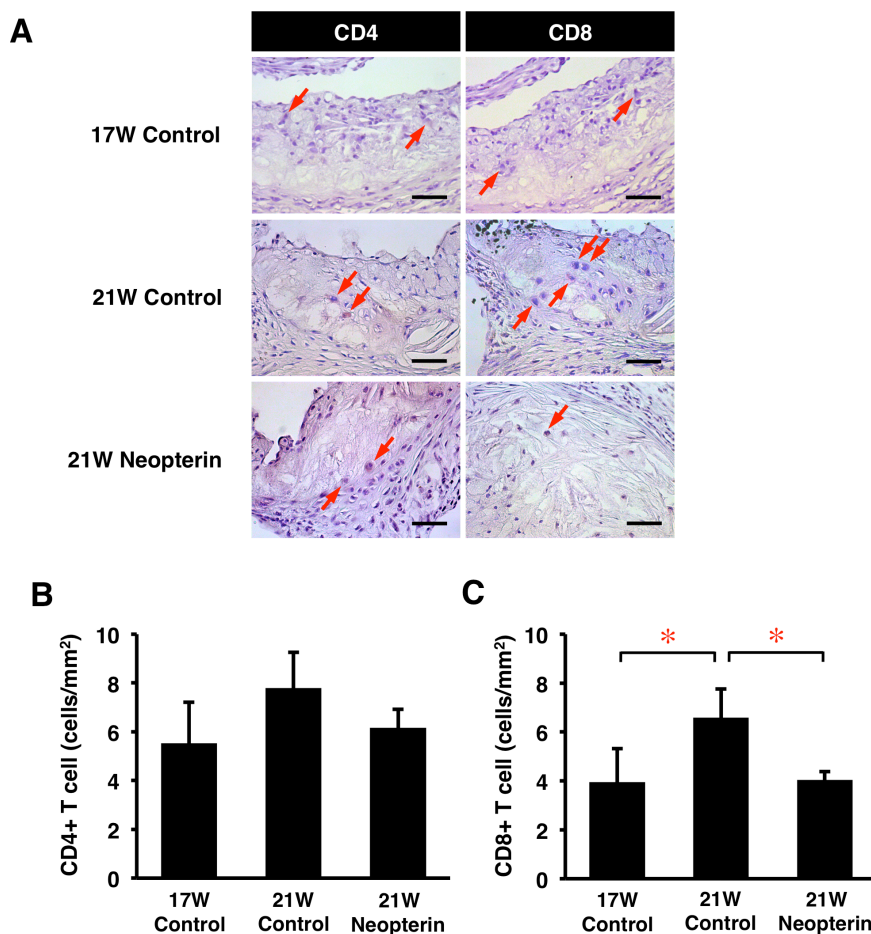 A
CD4 CD8
17W Control
21W Control
21W Neopterin
B
CD4+ T cell (cells/mm²)
10
8
6
4
2
0
17W 21W 21W
Control Control Neopterin
C
CD8+ T cell (cells/mm²)
10
8
6
4
2
0
* *
17W 21W 21W
Control Control Neopterin